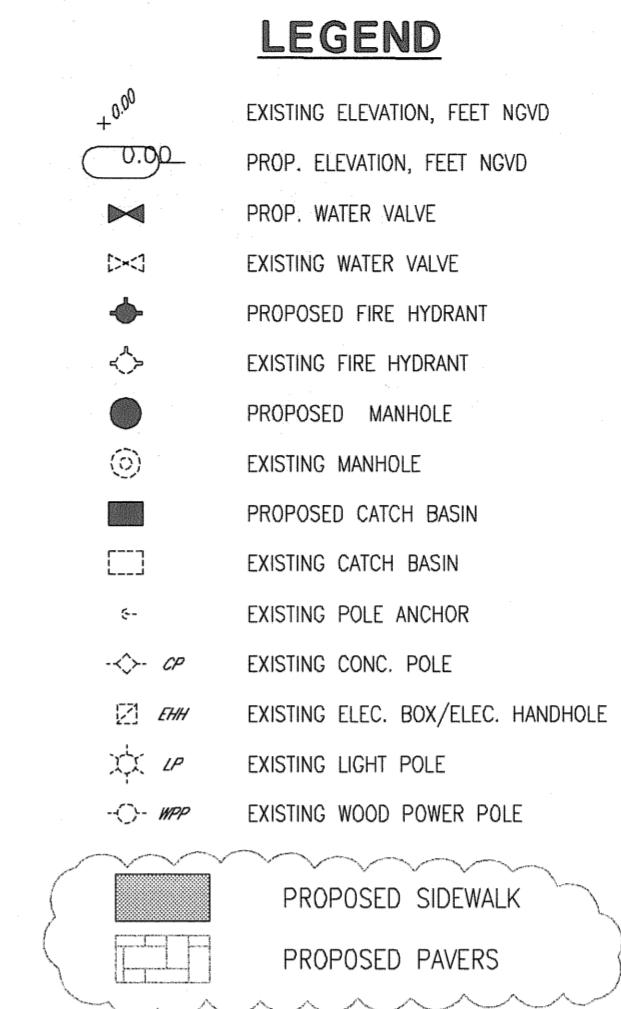 LEGEND
+0.00 EXISTING ELEVATION, FEET NGVD
0.00 PROP. ELEVATION, FEET NGVD
PROP. WATER VALVE
EXISTING WATER VALVE
PROPOSED FIRE HYDRANT
EXISTING FIRE HYDRANT
PROPOSED MANHOLE
EXISTING MANHOLE
PROPOSED CATCH BASIN
EXISTING CATCH BASIN
EXISTING POLE ANCHOR
CP EXISTING CONC. POLE
EHH EXISTING ELEC. BOX/ELEC. HANDHOLE
LP EXISTING LIGHT POLE
WPP EXISTING WOOD POWER POLE
PROPOSED SIDEWALK
PROPOSED PAVERS